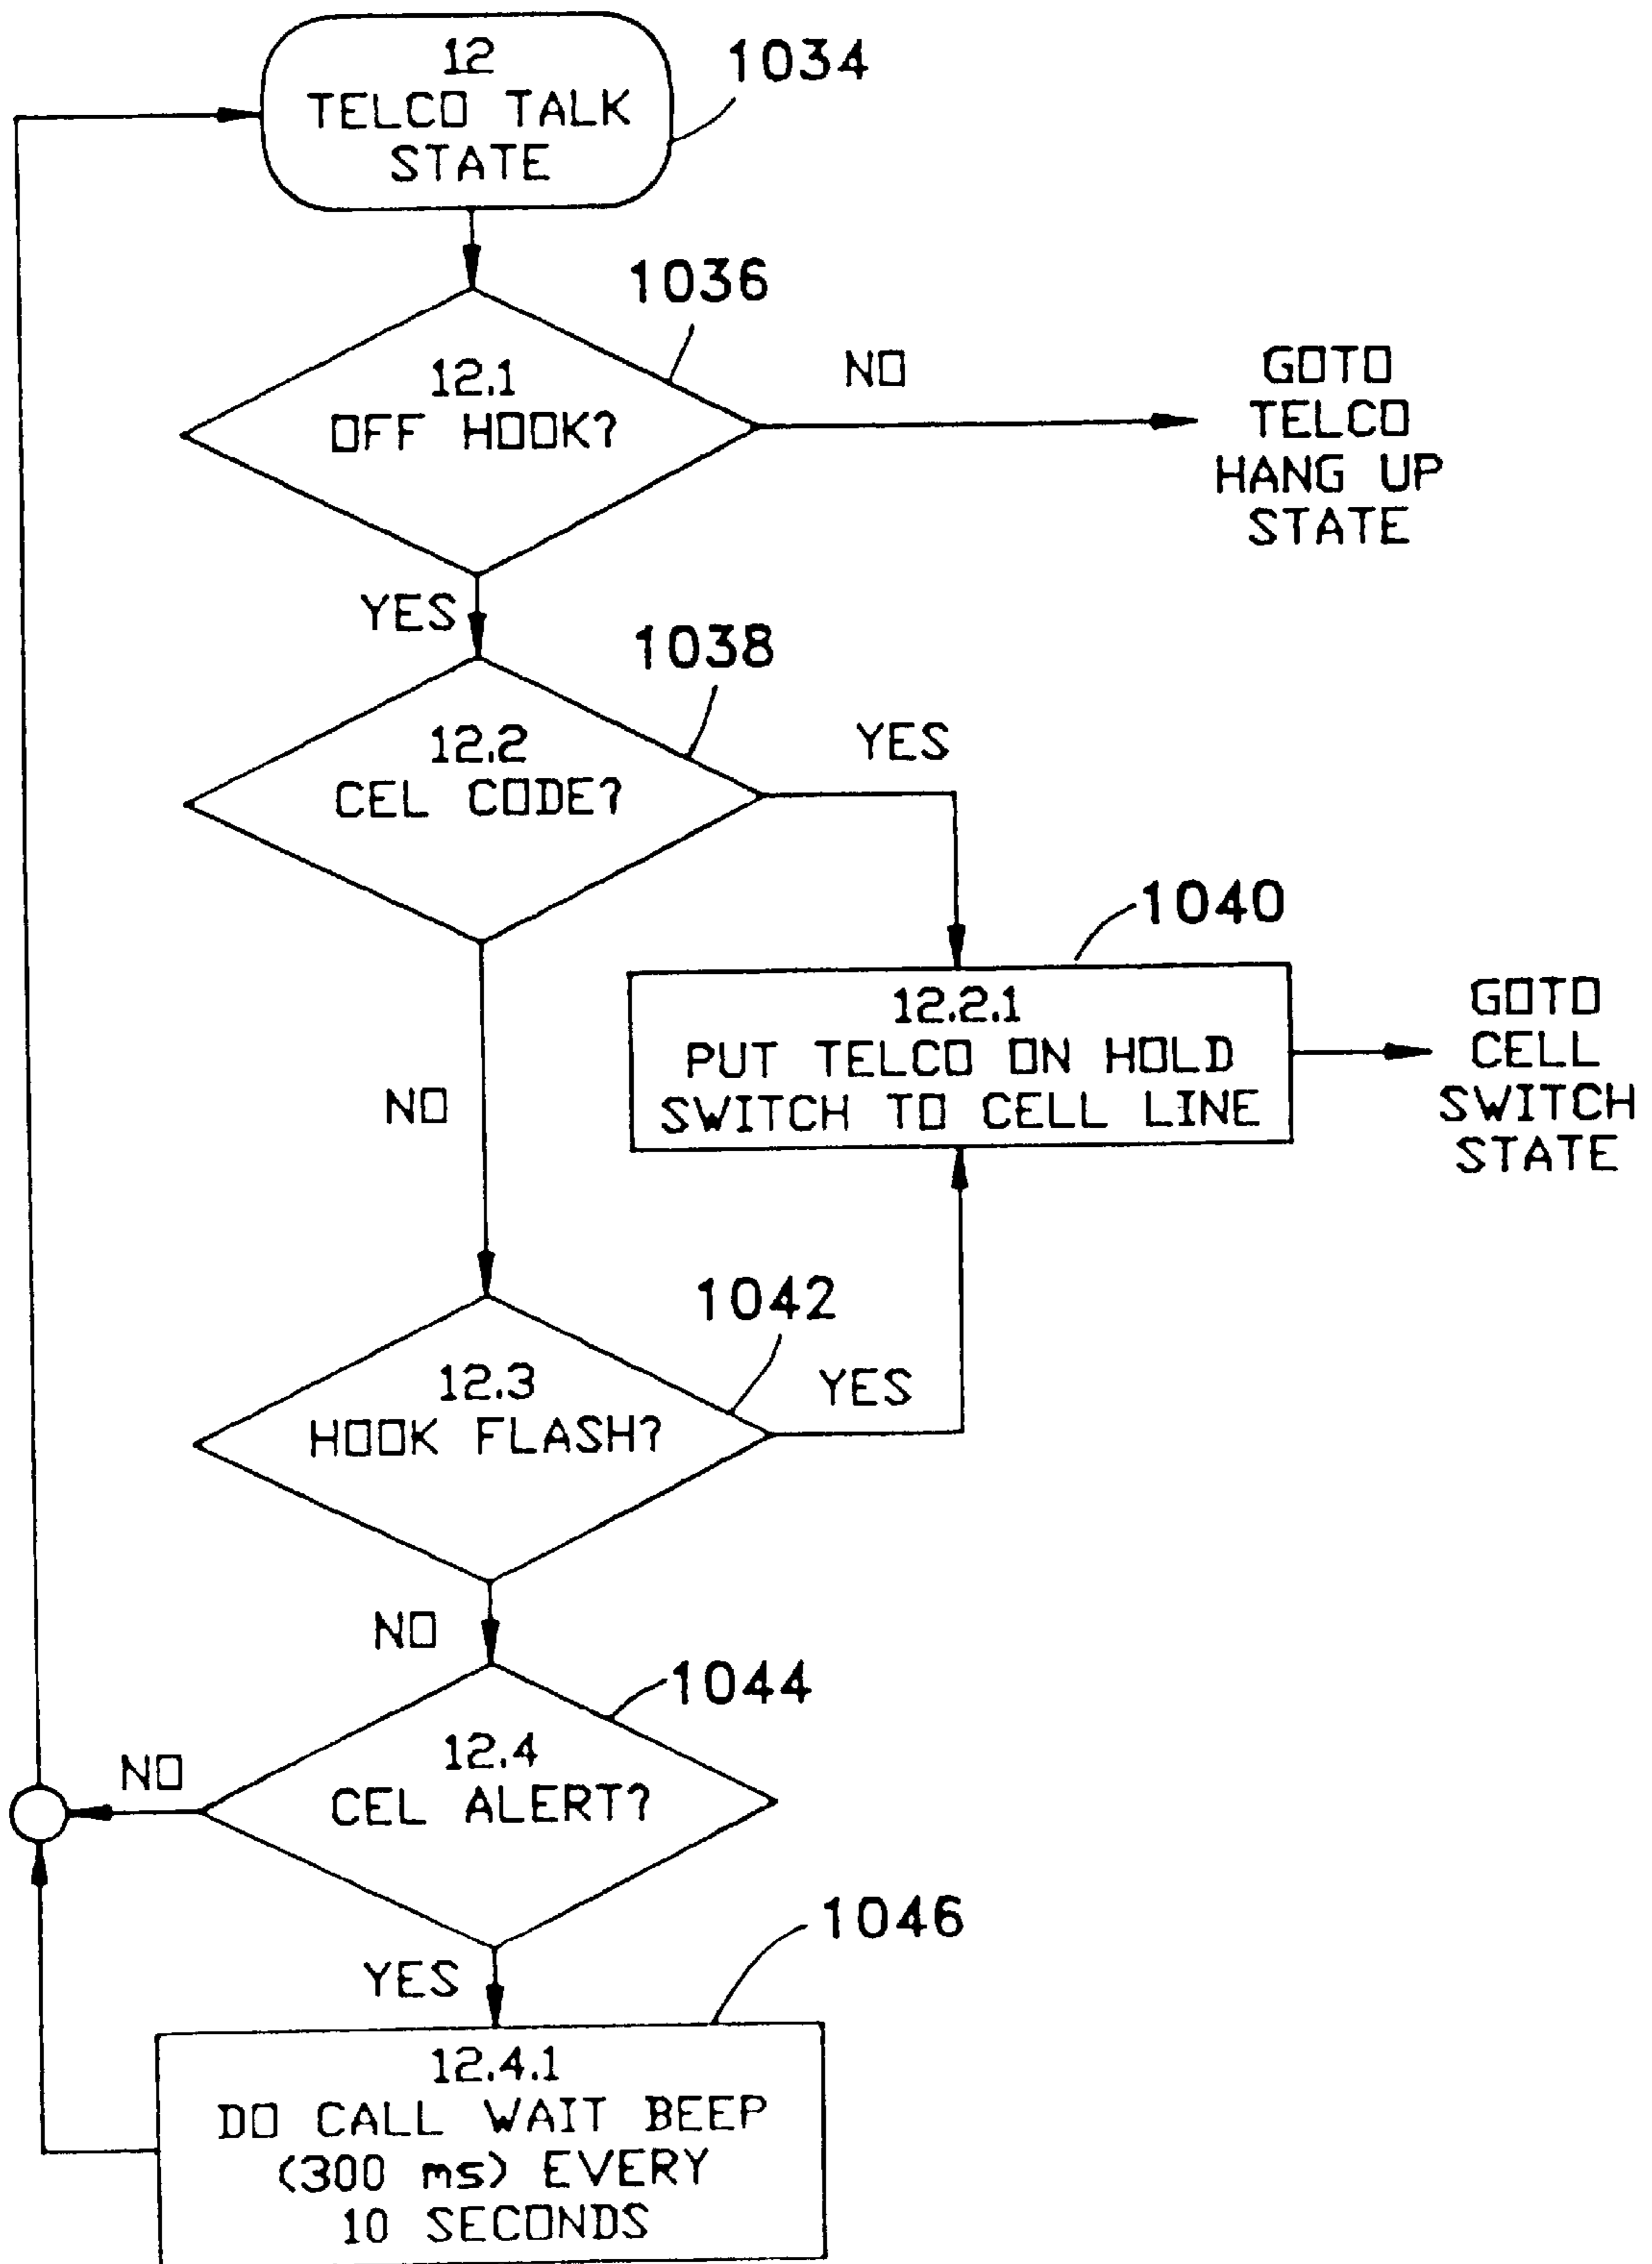 12
TELCO TALK
STATE
1034
1036
12.1
OFF HOOK?
NO
GOTO
TELCO
HANG UP
STATE
YES
1038
12.2
CEL CODE?
YES
1040
12.2.1
PUT TELCO ON HOLD
SWITCH TO CELL LINE
GOTO
CELL
SWITCH
STATE
NO
1042
12.3
HOOK FLASH?
YES
NO
1044
12.4
CEL ALERT?
NO
YES
1046
12.4.1
DO CALL WAIT BEEP
(300 ms) EVERY
10 SECONDS